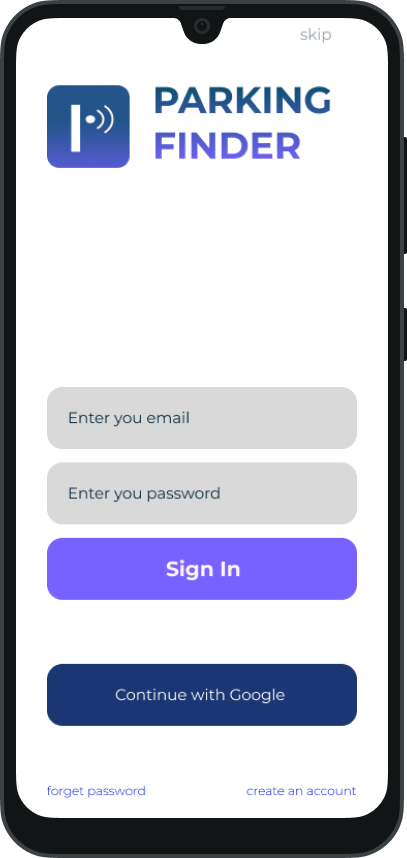 skip
PARKING
FINDER
Enter you email
Enter you password
Sign In
Continue with Google
forget password
create an account